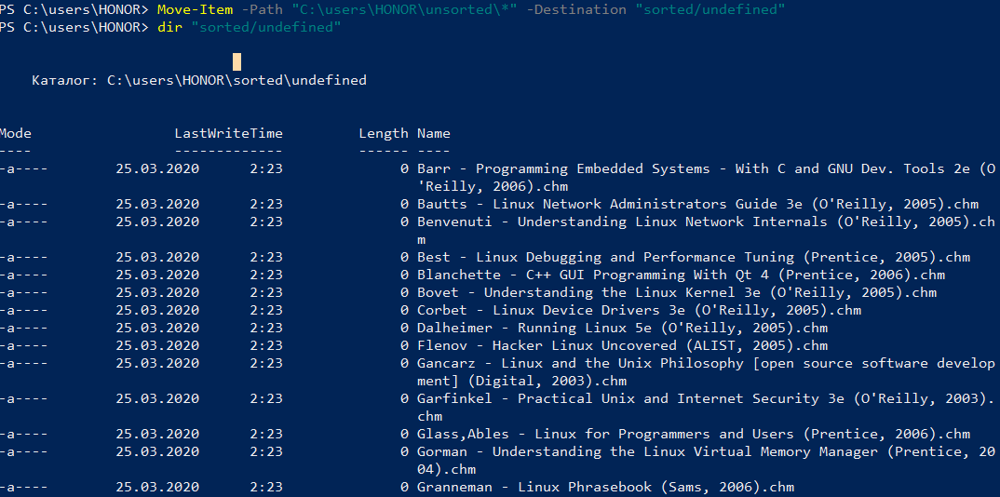 PS C:\users\HONOR> Move-Item -Path "C:\users\HONOR\unsorted\*" -Destination "sorted/undefined"
PS C:\users\HONOR> dir "sorted/undefined"
Каталог: C:\users\HONOR\sorted\undefined
Mode LastWriteTime Length Name
---- ------------- ------ ----
-a---- 25.03.2020 2:23 0 Barr - Programming Embedded Systems - With C and GNU Dev. Tools 2e (O
'Reilly, 2006).chm
-a---- 25.03.2020 2:23 0 Bautts - Linux Network Administrators Guide 3e (O'Reilly, 2005).chm
-a---- 25.03.2020 2:23 0 Benvenuti - Understanding Linux Network Internals (O'Reilly, 2005).ch
m
-a---- 25.03.2020 2:23 0 Best - Linux Debugging and Performance Tuning (Prentice, 2005).chm
-a---- 25.03.2020 2:23 0 Blanchette - C++ GUI Programming With Qt 4 (Prentice, 2006).chm
-a---- 25.03.2020 2:23 0 Bovet - Understanding the Linux Kernel 3e (O'Reilly, 2005).chm
-a---- 25.03.2020 2:23 0 Corbet - Linux Device Drivers 3e (O'Reilly, 2005).chm
-a---- 25.03.2020 2:23 0 Dalheimer - Running Linux 5e (O'Reilly, 2005).chm
-a---- 25.03.2020 2:23 0 Flenov - Hacker Linux Uncovered (ALIST, 2005).chm
-a---- 25.03.2020 2:23 0 Gancarz - Linux and the Unix Philosophy [open source software develop
ment] (Digital, 2003).chm
-a---- 25.03.2020 2:23 0 Garfinkel - Practical Unix and Internet Security 3e (O'Reilly, 2003).
chm
-a---- 25.03.2020 2:23 0 Glass,Ables - Linux for Programmers and Users (Prentice, 2006).chm
-a---- 25.03.2020 2:23 0 Gorman - Understanding the Linux Virtual Memory Manager (Prentice, 20
04).chm
-a---- 25.03.2020 2:23 0 Granneman - Linux Phrasebook (Sams, 2006).chm